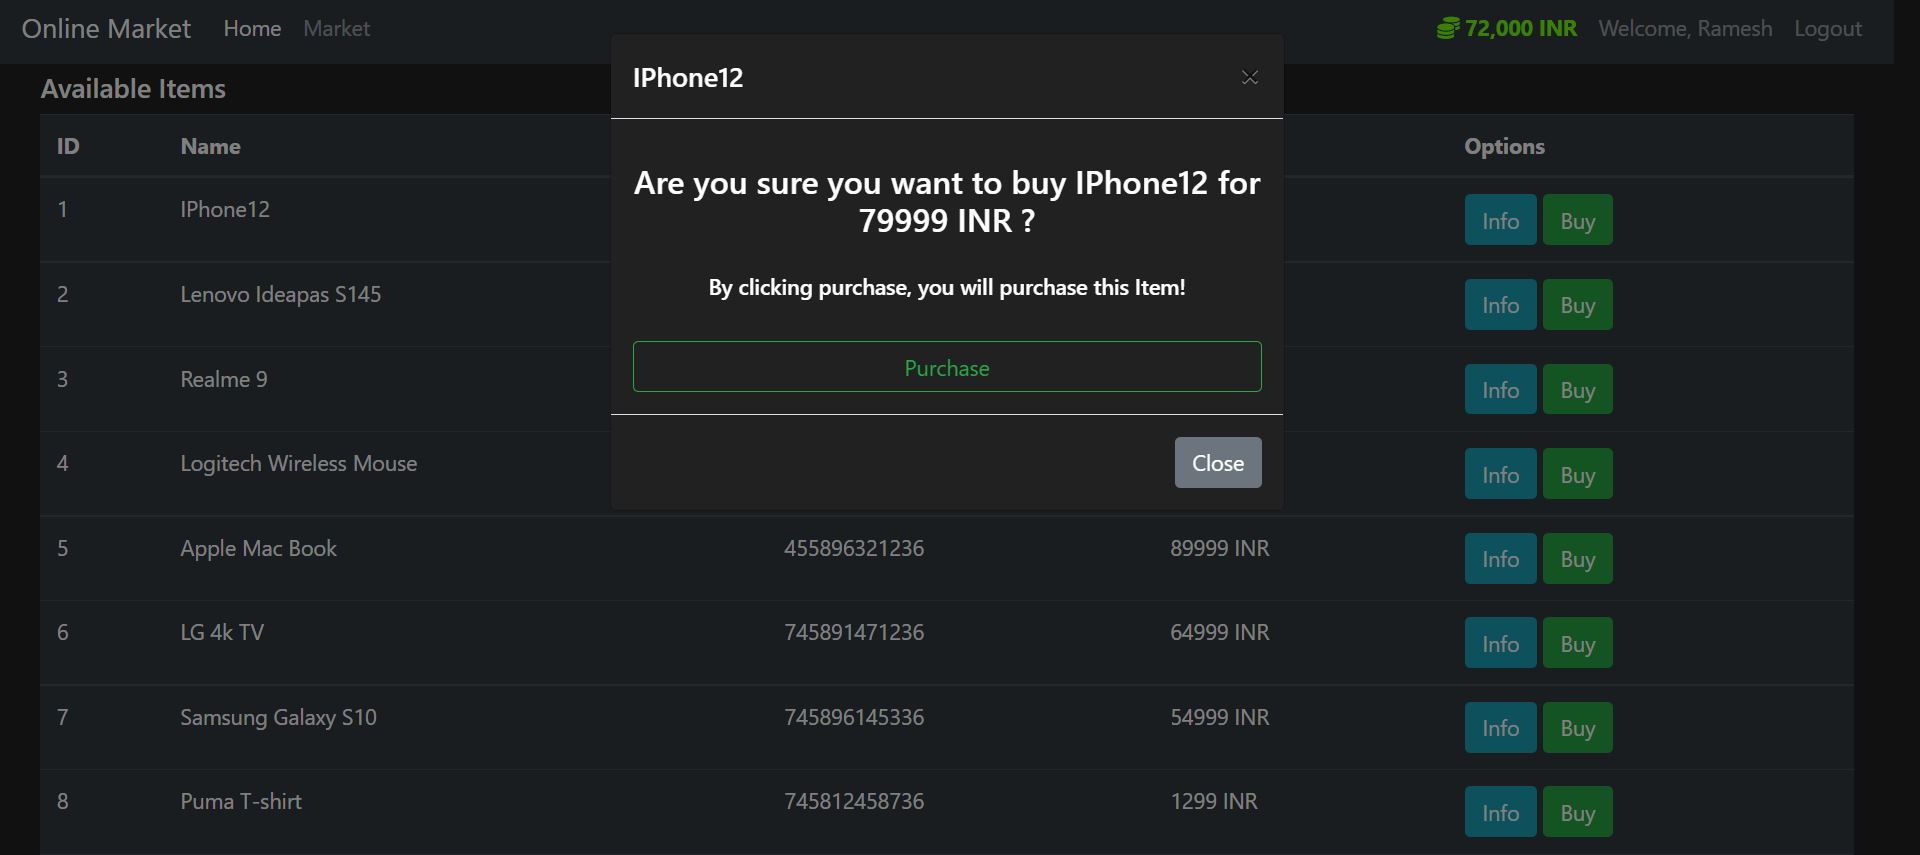 Online Market Home Market 72,000 INR Welcome, Ramesh Logout
IPhone12 ×
Are you sure you want to buy IPhone12 for
79999 INR ?
By clicking purchase, you will purchase this Item!
Purchase
Close
Available Items
ID Name Options
1 IPhone12 Info Buy
2 Lenovo Ideapas S145 Info Buy
3 Realme 9 Info Buy
4 Logitech Wireless Mouse Info Buy
5 Apple Mac Book 455896321236 89999 INR Info Buy
6 LG 4k TV 745891471236 64999 INR Info Buy
7 Samsung Galaxy S10 745896145336 54999 INR Info Buy
8 Puma T-shirt 745812458736 1299 INR Info Buy